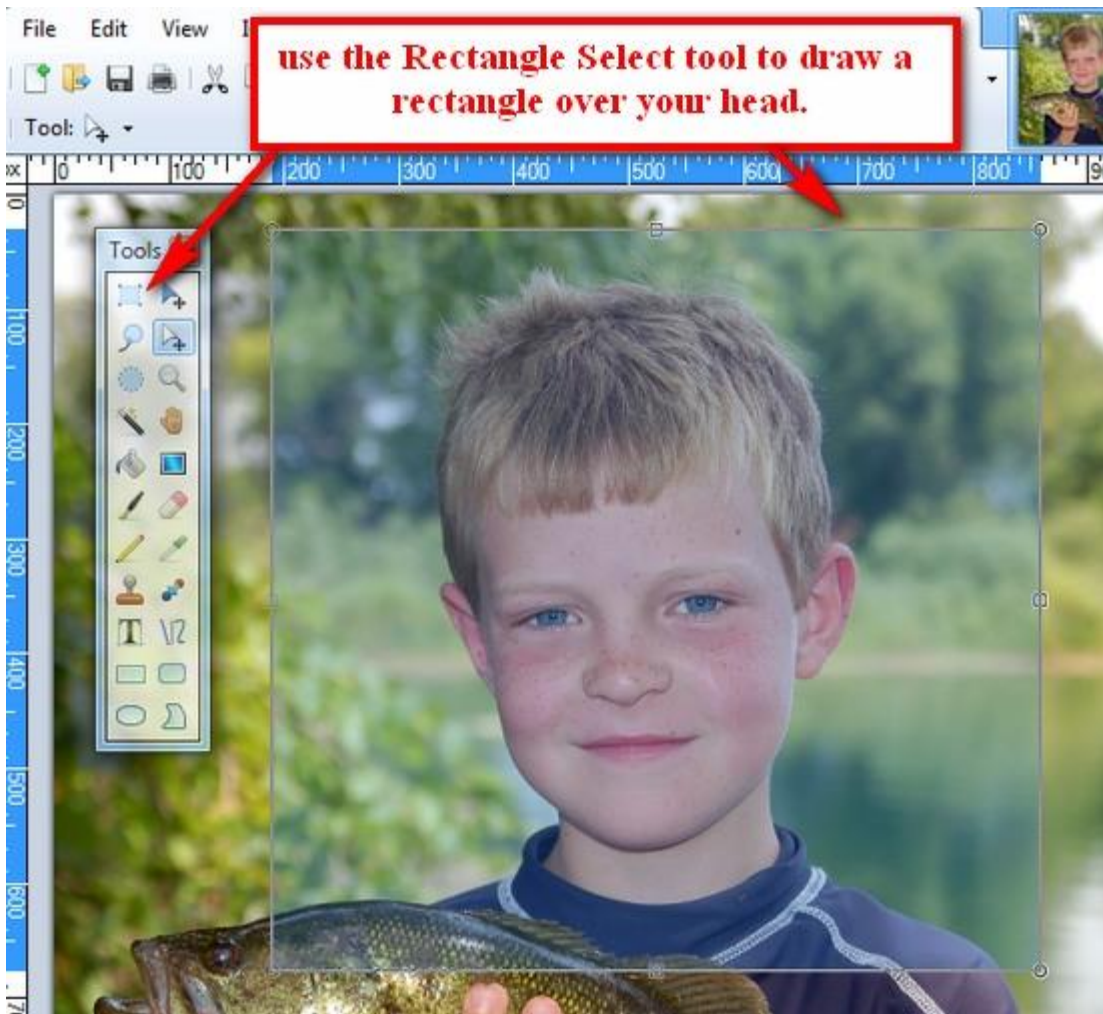 File Edit View
use the Rectangle Select tool to draw a
rectangle over your head.
Tool:
0 100 200 300 400 500 600 700 800
Tools
0
100
200
300
400
500
600
T